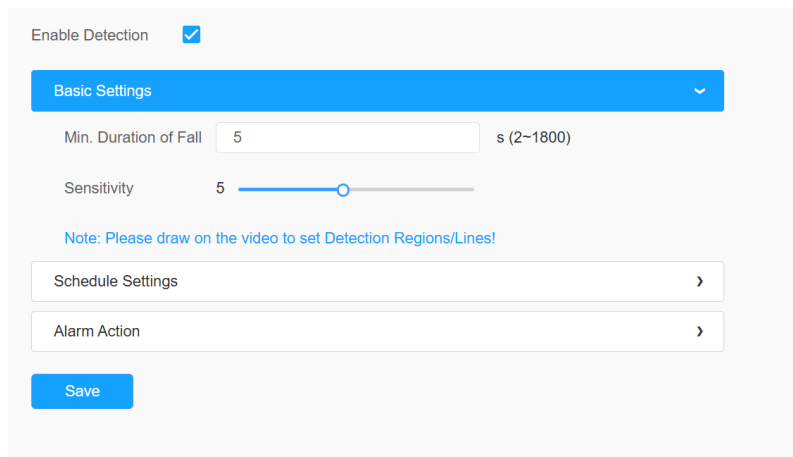 Enable Detection
Basic Settings
Min. Duration of Fall 5 s (2~1800)
Sensitivity 5
Note: Please draw on the video to set Detection Regions/Lines!
Schedule Settings
Alarm Action
Save